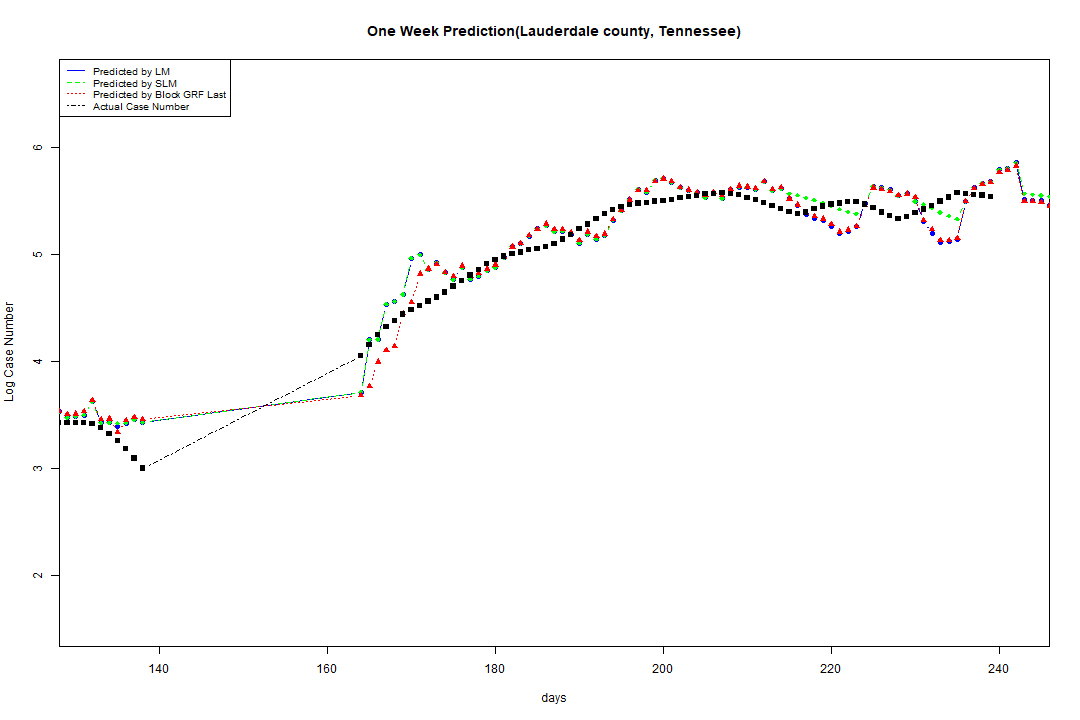 One Week Prediction(Lauderdale county, Tennessee)
Predicted by LM
Predicted by SLM
Predicted by Block GRF Last
Actual Case Number
6
5
4
3
2
Log Case Number
140 160 180 200 220 240
days